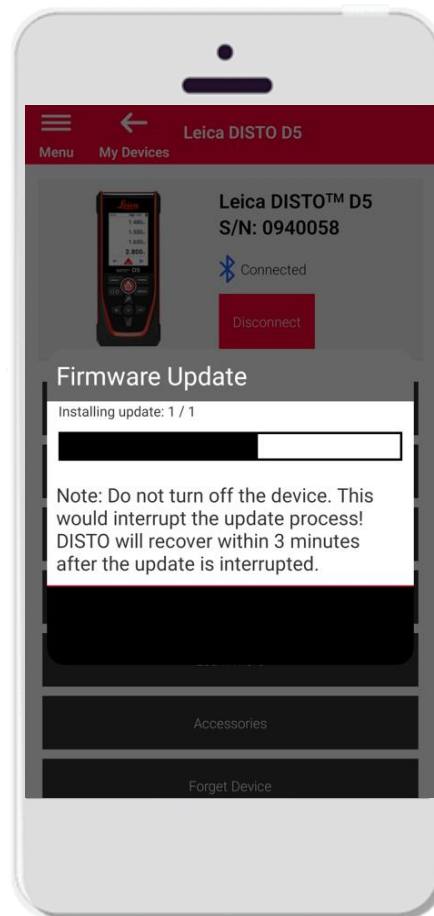 Menu
My Devices
Leica DISTO D5
Leica DISTO™ D5
S/N: 0940058
Connected
Disconnect
Firmware Update
Installing update: 1 / 1
Note: Do not turn off the device. This
would interrupt the update process!
DISTO will recover within 3 minutes
after the update is interrupted.
Accessories
Forget Device